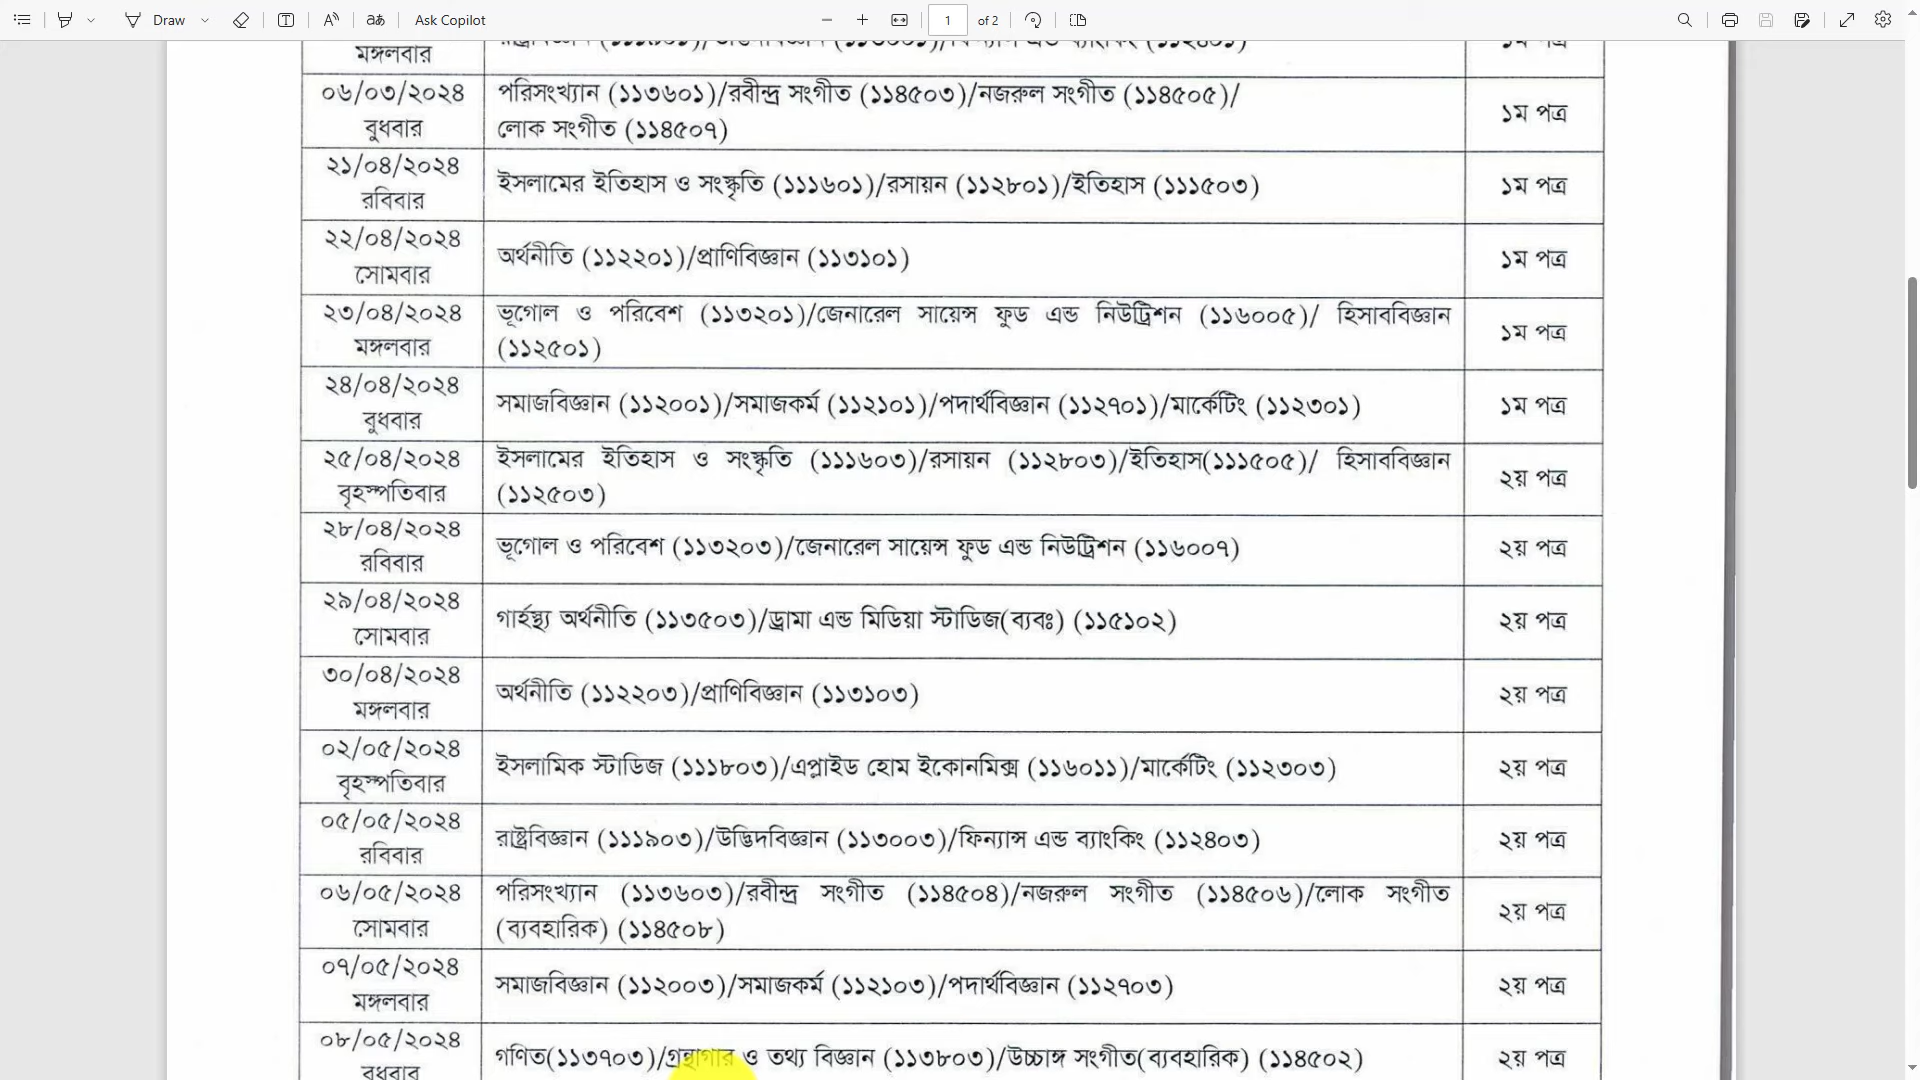 Draw
Ask Copilot
1
of 2
মঙ্গলবার
০৬/০৩/২০২৪
বুধবার
পরিসংখ্যান (১১৩৬০১)/রবীন্দ্র সংগীত (১১৪৫০৩)/নজরুল সংগীত (১১৪৫০৫)/
লোক সংগীত (১১৪৫০৭)
১ম পত্র
২১/০৪/২০২৪
রবিবার
ইসলামের ইতিহাস ও সংস্কৃতি (১১১৬০১)/রসায়ন (১১২৮০১)/ইতিহাস (১১১৫০৩)
১ম পত্র
২২/০৪/২০২৪
সোমবার
অর্থনীতি (১১২২০১)/প্রাণিবিজ্ঞান (১১৩১০১)
১ম পত্র
২৩/০৪/২০২৪
মঙ্গলবার
ভূগোল ও পরিবেশ (১১৩২০১)/জেনারেল সায়েন্স ফুড এন্ড নিউট্রিশন (১১৬০০৫)/ হিসাববিজ্ঞান
(১১২৫০১)
১ম পত্র
২৪/০৪/২০২৪
বুধবার
সমাজবিজ্ঞান (১১২০০১)/সমাজকর্ম (১১২১০১)/পদার্থবিজ্ঞান (১১২৭০১)/মার্কেটিং (১১২৩০১)
১ম পত্র
২৫/০৪/২০২৪
বৃহস্পতিবার
ইসলামের ইতিহাস ও সংস্কৃতি (১১১৬০৩)/রসায়ন (১১২৮০৩)/ইতিহাস(১১১৫০৫)/ হিসাববিজ্ঞান
(১১২৫০৩)
২য় পত্র
২৮/০৪/২০২৪
রবিবার
ভূগোল ও পরিবেশ (১১৩২০৩)/জেনারেল সায়েন্স ফুড এন্ড নিউট্রিশন (১১৬০০৭)
২য় পত্র
২৯/০৪/২০২৪
সোমবার
গার্হস্থ্য অর্থনীতি (১১৩৫০৩)/ড্রামা এন্ড মিডিয়া স্টাডিজ(ব্যবঃ) (১১৫১০২)
২য় পত্র
৩০/০৪/২০২৪
মঙ্গলবার
অর্থনীতি (১১২২০৩)/প্রাণিবিজ্ঞান (১১৩১০৩)
২য় পত্র
০২/০৫/২০২৪
বৃহস্পতিবার
ইসলামিক স্টাডিজ (১১১৮০৩)/এপ্লাইড হোম ইকোনমিক্স (১১৬০১১)/মার্কেটিং (১১২৩০৩)
২য় পত্র
০৫/০৫/২০২৪
রবিবার
রাষ্ট্রবিজ্ঞান (১১১৯০৩)/উদ্ভিদবিজ্ঞান (১১৩০০৩)/ফিন্যান্স এন্ড ব্যাংকিং (১১২৪০৩)
২য় পত্র
০৬/০৫/২০২৪
সোমবার
পরিসংখ্যান (১১৩৬০৩)/রবীন্দ্র সংগীত (১১৪৫০৪)/নজরুল সংগীত (১১৪৫০৬)/লোক সংগীত
(ব্যবহারিক) (১১৪৫০৮)
২য় পত্র
০৭/০৫/২০২৪
মঙ্গলবার
সমাজবিজ্ঞান (১১২০০৩)/সমাজকর্ম (১১২১০৩)/পদার্থবিজ্ঞান (১১২৭০৩)
২য় পত্র
০৮/০৫/২০২৪
বুধবার
গণিত(১১৩৭০৩)/গ্রন্থাগার ও তথ্য বিজ্ঞান (১১৩৮০৩)/উচ্চাঙ্গ সংগীত(ব্যবহারিক) (১১৪৫০২)
২য় পত্র